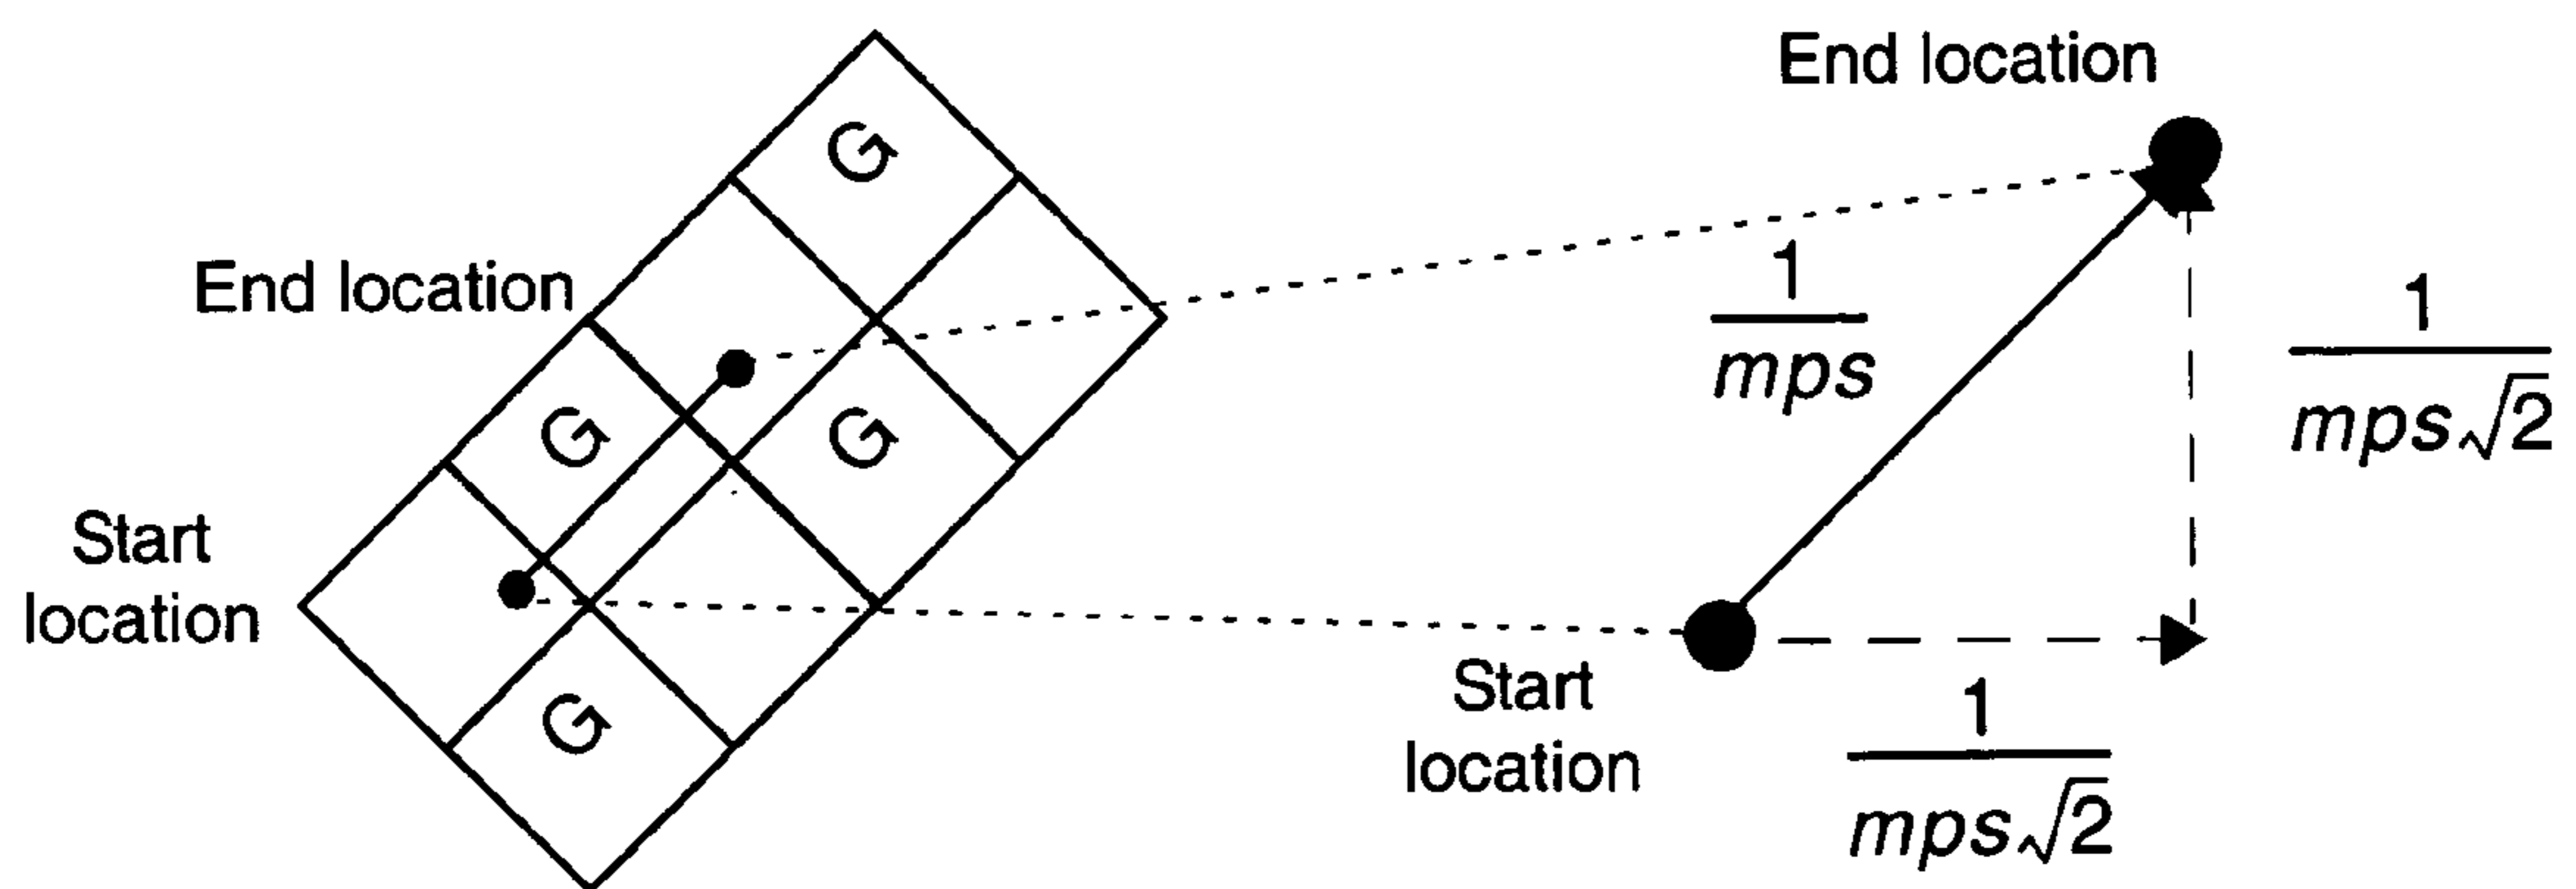 End location
G
1
mps
1
mps√2
End location
G
G
Start
location
G
Start
location
1
mps√2